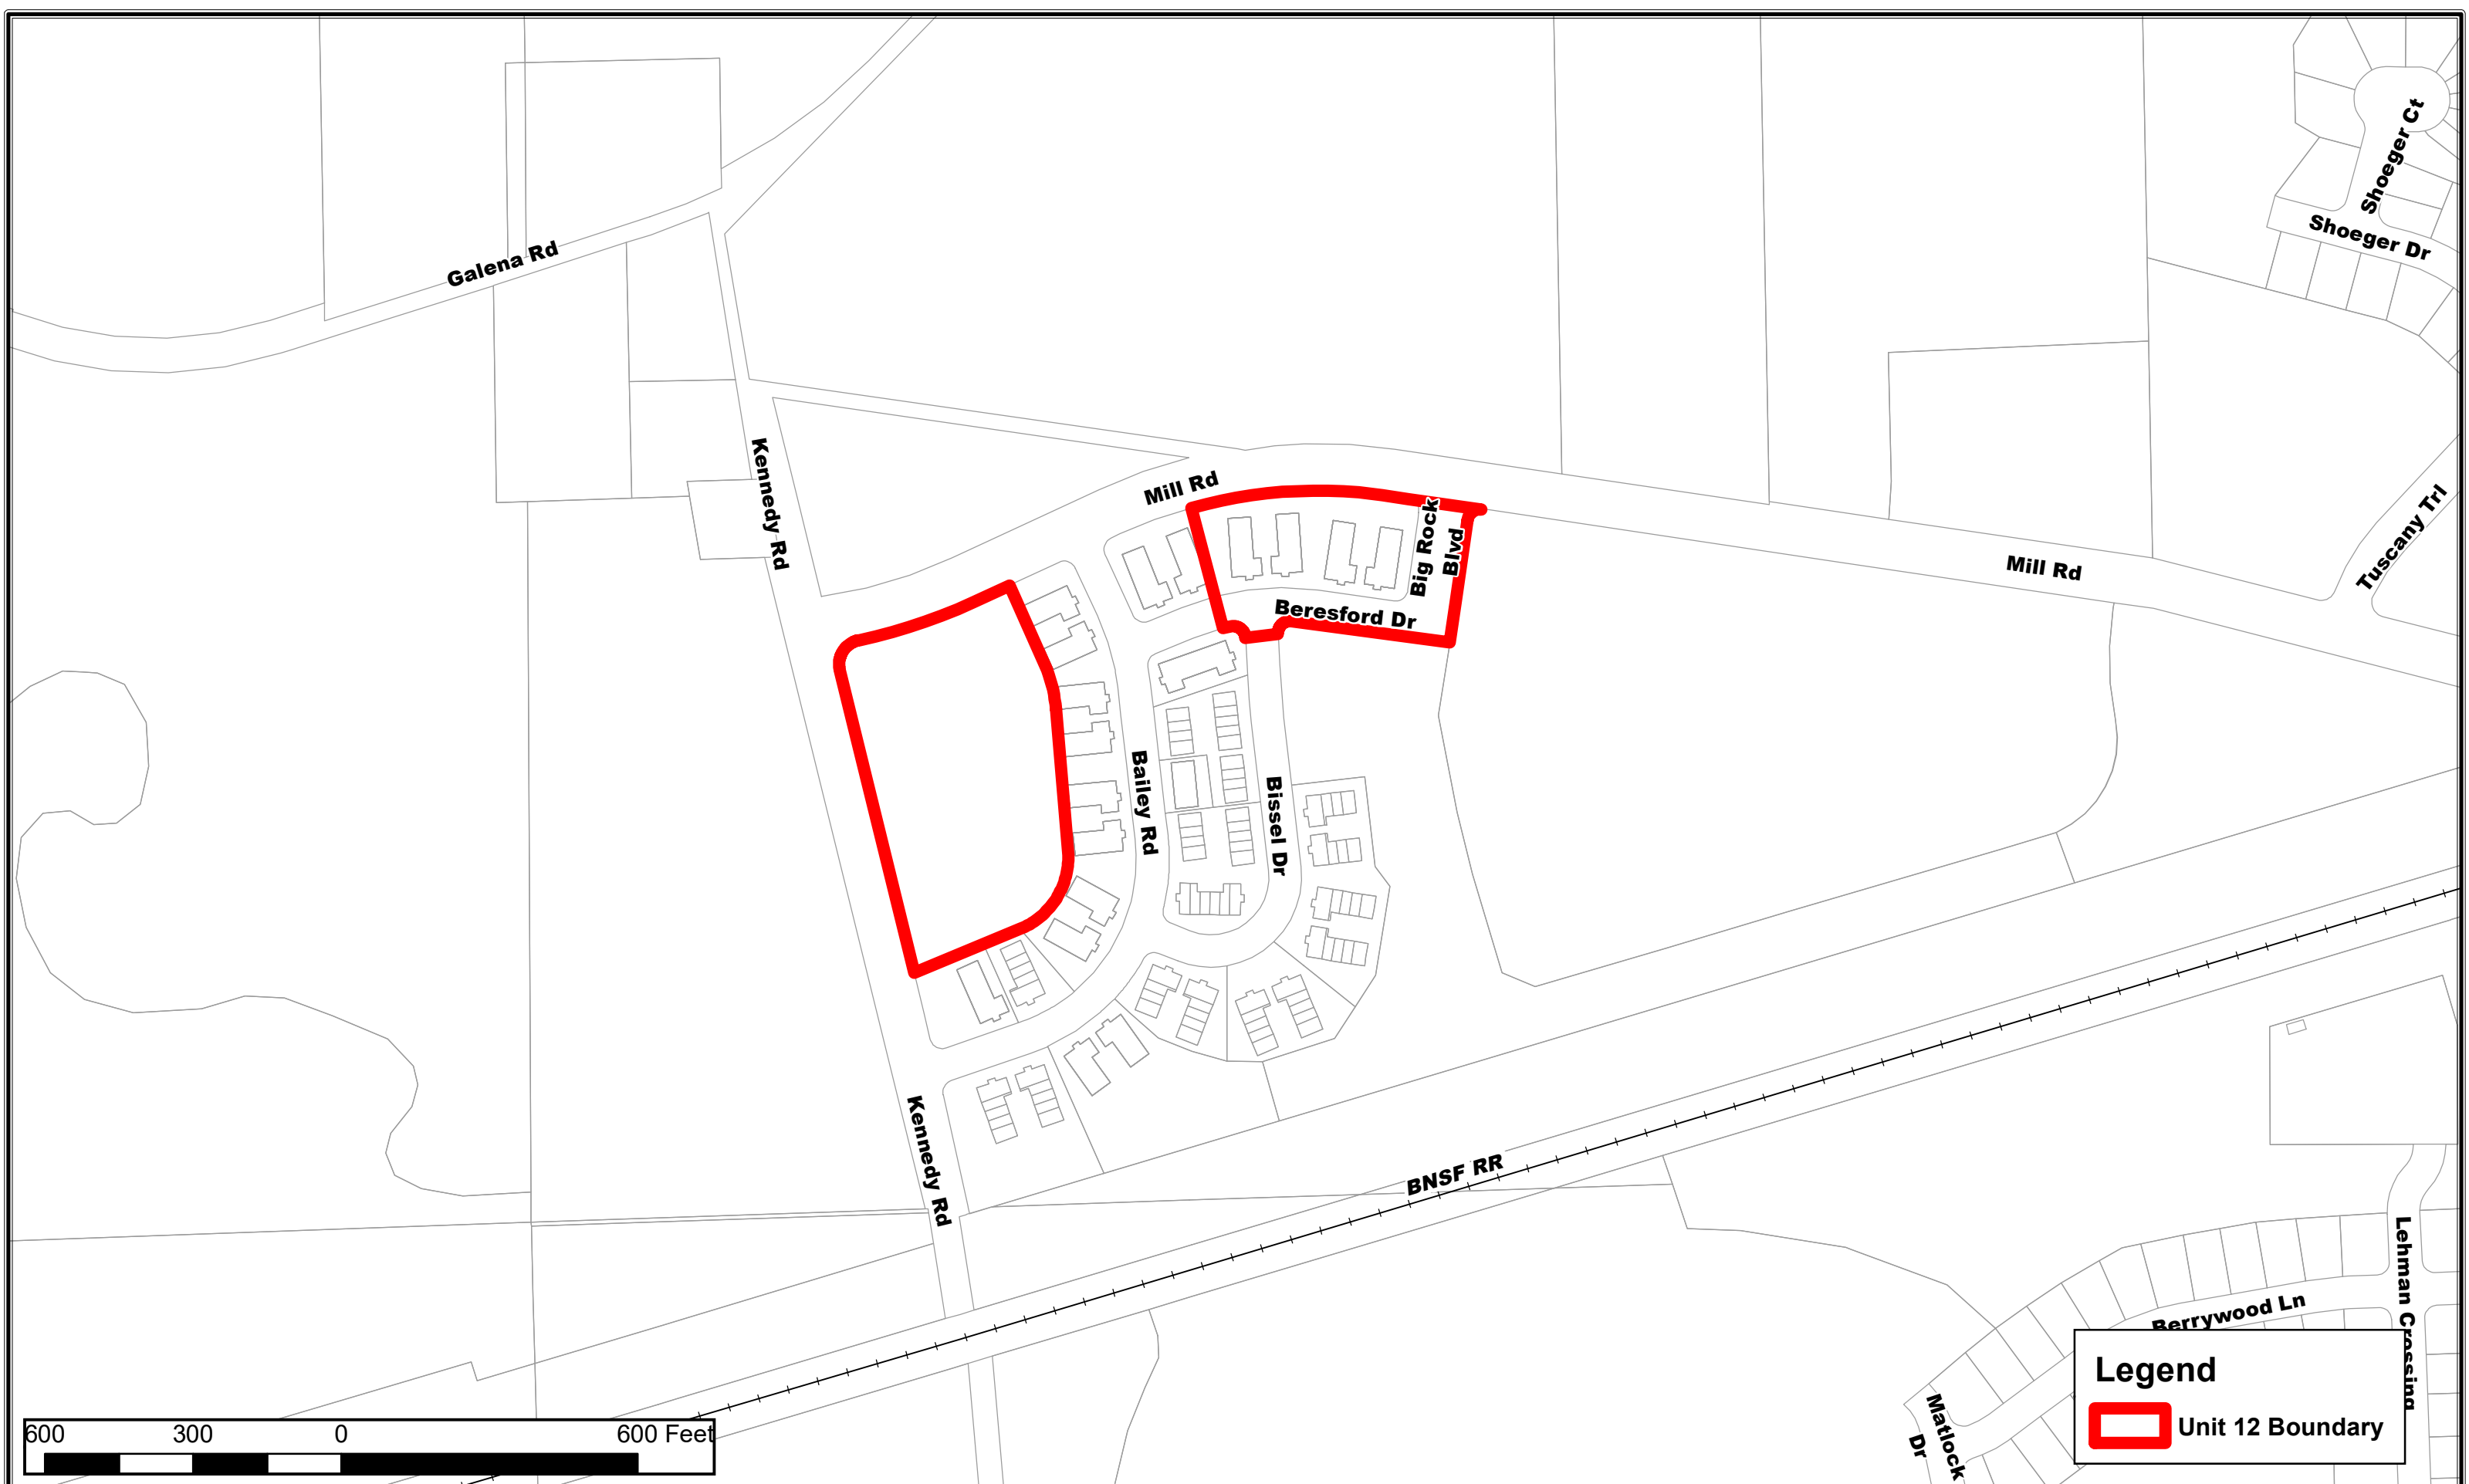 Shoeger Ct
Shoeger Dr
Galena Rd
Kennedy Rd
Mill Rd
Big Rock
Blvd
Tuscany Trl
Mill Rd
Beresford Dr
Bailey Rd
Bissel Dr
Kennedy Rd
BNSF RR
Lehman Crossing
Berrywood Ln
Matlock
Dr
Legend
Unit 12 Boundary
600 300 0 600 Feet